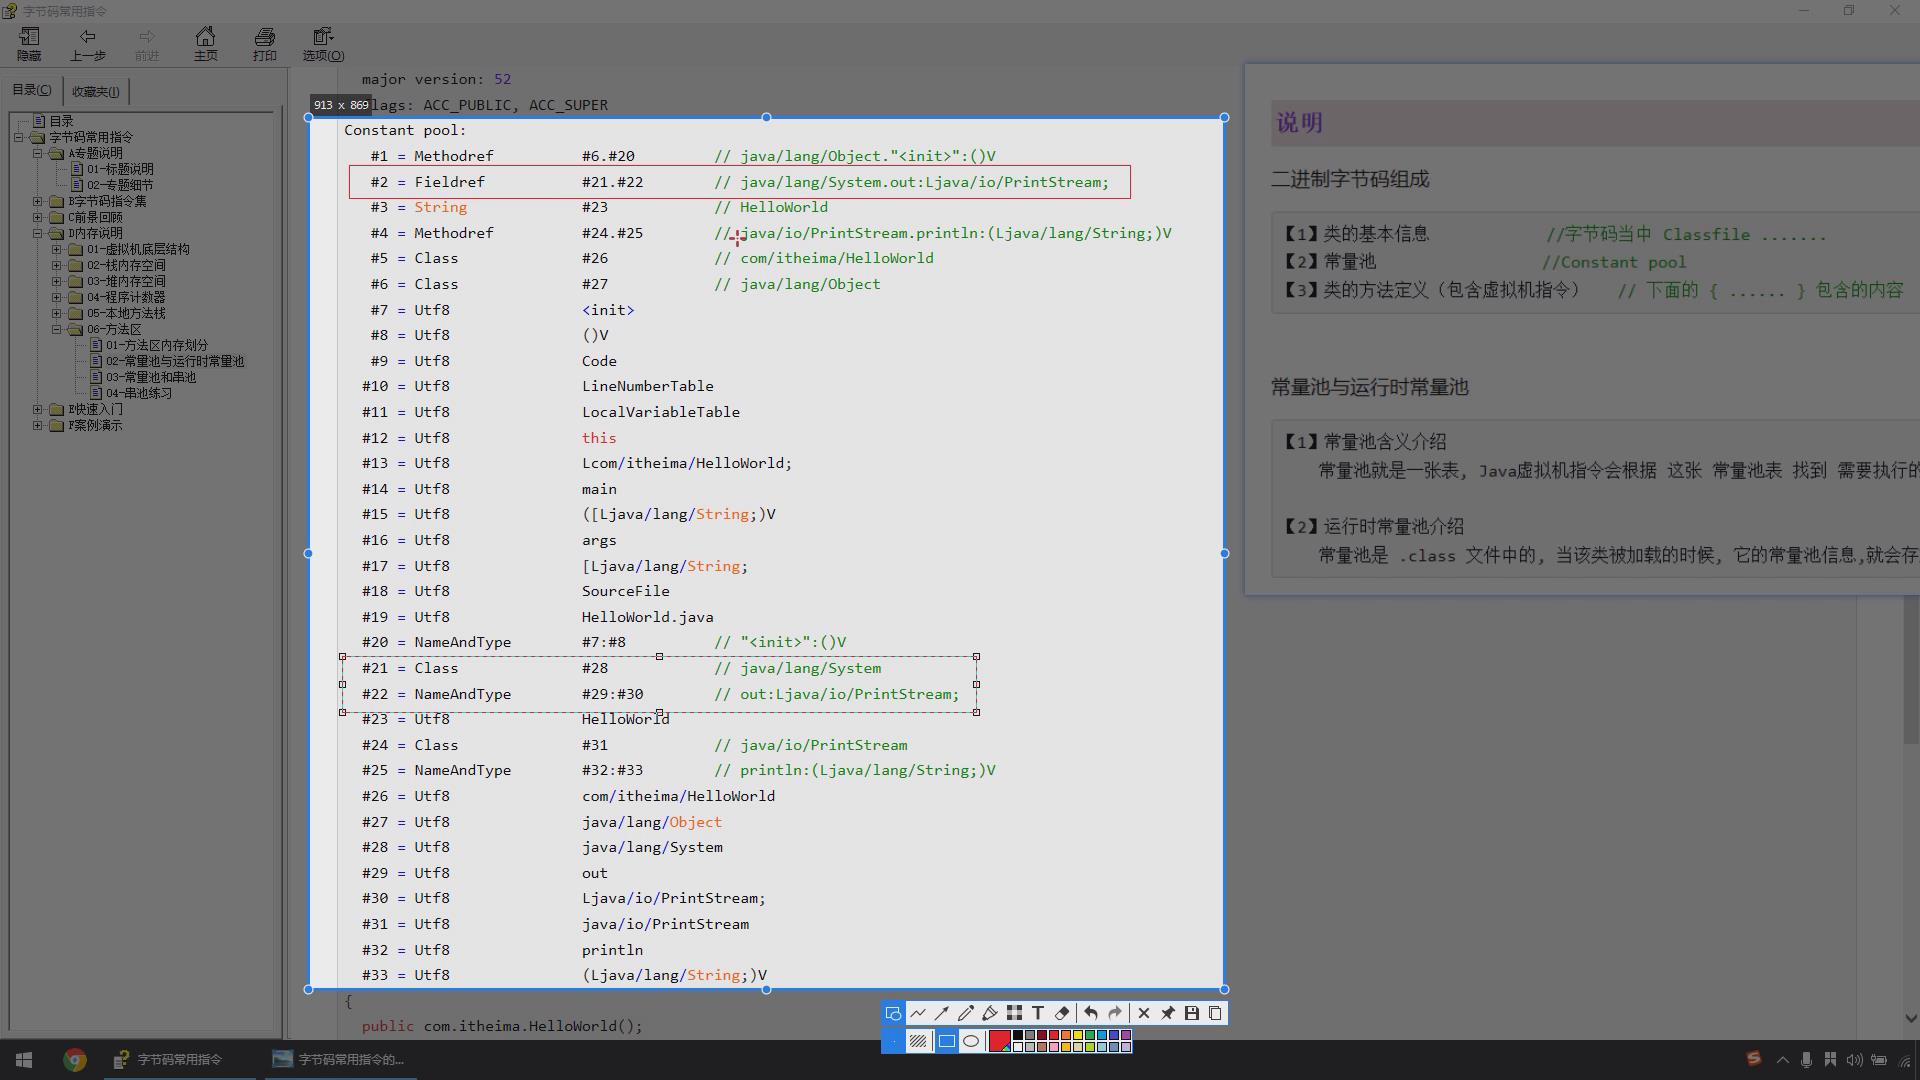 字节码常用指令
隐藏
上一步
前进
主页
打印
选项(O)
目录(C)
收藏夹(I)
目录
字节码常用指令
A专题说明
01-标题说明
02-专题细节
B字节码指令集
C前景回顾
D内存说明
01-虚拟机底层结构
02-栈内存空间
03-堆内存空间
04-程序计数器
05-本地方法栈
06-方法区
01-方法区内存划分
02-常量池与运行时常量池
03-常量池和串池
04-串池练习
E快速入门
F案例演示
major version: 52
lags: ACC_PUBLIC, ACC_SUPER
913 x 869
Constant pool:
#1 = Methodref #6.#20 // java/lang/Object."<init>":()V
#2 = Fieldref #21.#22 // java/lang/System.out:Ljava/io/PrintStream;
#3 = String #23 // HelloWorld
#4 = Methodref #24.#25 // java/io/PrintStream.println:(Ljava/lang/String;)V
#5 = Class #26 // com/itheima/HelloWorld
#6 = Class #27 // java/lang/Object
#7 = Utf8 <init>
#8 = Utf8 ()V
#9 = Utf8 Code
#10 = Utf8 LineNumberTable
#11 = Utf8 LocalVariableTable
#12 = Utf8 this
#13 = Utf8 Lcom/itheima/HelloWorld;
#14 = Utf8 main
#15 = Utf8 ([Ljava/lang/String;)V
#16 = Utf8 args
#17 = Utf8 [Ljava/lang/String;
#18 = Utf8 SourceFile
#19 = Utf8 HelloWorld.java
#20 = NameAndType #7:#8 // "<init>":()V
#21 = Class #28 // java/lang/System
#22 = NameAndType #29:#30 // out:Ljava/io/PrintStream;
#23 = Utf8 HelloWorld
#24 = Class #31 // java/io/PrintStream
#25 = NameAndType #32:#33 // println:(Ljava/lang/String;)V
#26 = Utf8 com/itheima/HelloWorld
#27 = Utf8 java/lang/Object
#28 = Utf8 java/lang/System
#29 = Utf8 out
#30 = Utf8 Ljava/io/PrintStream;
#31 = Utf8 java/io/PrintStream
#32 = Utf8 println
#33 = Utf8 (Ljava/lang/String;)V
{
public com.itheima.HelloWorld();
说明
二进制字节码组成
【1】类的基本信息 //字节码当中 Classfile .......
【2】常量池 //Constant pool
【3】类的方法定义（包含虚拟机指令） // 下面的 { ...... } 包含的内容
常量池与运行时常量池
【1】常量池含义介绍
常量池就是一张表, Java虚拟机指令会根据 这张 常量池表 找到 需要执行的
【2】运行时常量池介绍
常量池是 .class 文件中的, 当该类被加载的时候, 它的常量池信息,就会存
T
字节码常用指令
字节码常用指令的...